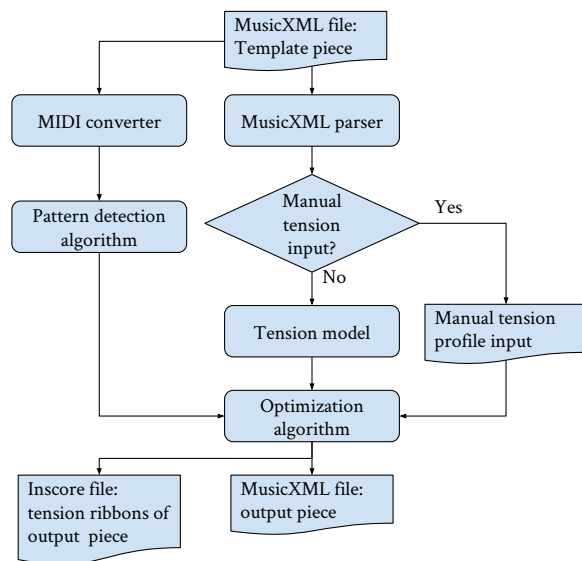 MusicXML file:
Template piece
MIDI converter
MusicXML parser
Manual
tension
input?
Yes
Pattern detection
algorithm
No
Manual tension
profile input
Tension model
Optimization
algorithm
Inscore file:
tension ribbons of
output piece
MusicXML file:
output piece